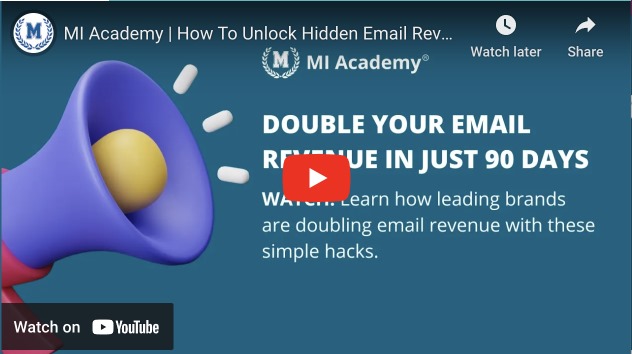 M
MI Academy | How To Unlock Hidden Email Rev...
Watch later
Share
M
MI Academy®
DOUBLE YOUR EMAIL
REVENUE IN JUST 90 DAYS
WATCH: Learn how leading brands
are doubling email revenue with these
simple hacks.
Watch on YouTube